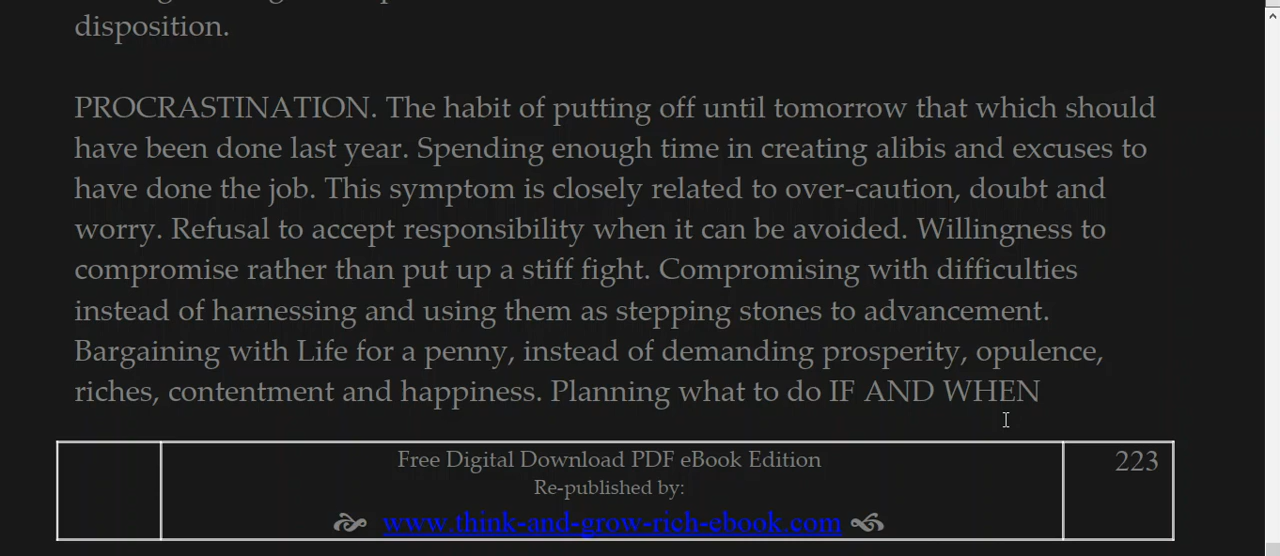 disposition.
PROCRASTINATION. The habit of putting off until tomorrow that which should
have been done last year. Spending enough time in creating alibis and excuses to
have done the job. This symptom is closely related to over-caution, doubt and
worry. Refusal to accept responsibility when it can be avoided. Willingness to
compromise rather than put up a stiff fight. Compromising with difficulties
instead of harnessing and using them as stepping stones to advancement.
Bargaining with Life for a penny, instead of demanding prosperity, opulence,
riches, contentment and happiness. Planning what to do IF AND WHEN
Free Digital Download PDF eBook Edition
223
Re-published by:
www.think-and-grow-rich-ebook.com